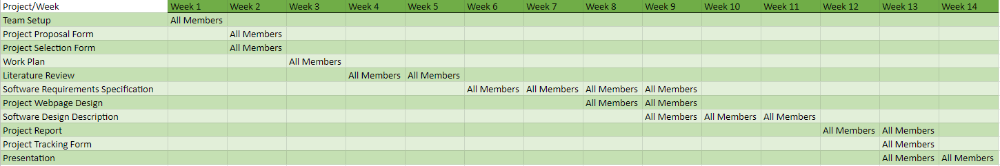 Project/Week Week 1 Week 2 Week 3 Week 4 Week 5 Week 6 Week 7 Week 8 Week 9 Week 10 Week 11 Week 12 Week 13 Week 14
Team Setup All Members
Project Proposal Form All Members
Project Selection Form All Members
Work Plan All Members
Literature Review All Members All Members
Software Requirements Specification All Members All Members All Members All Members
Project Webpage Design All Members All Members
Software Design Description All Members All Members All Members
Project Report All Members All Members
Project Tracking Form All Members
Presentation All Members All Members